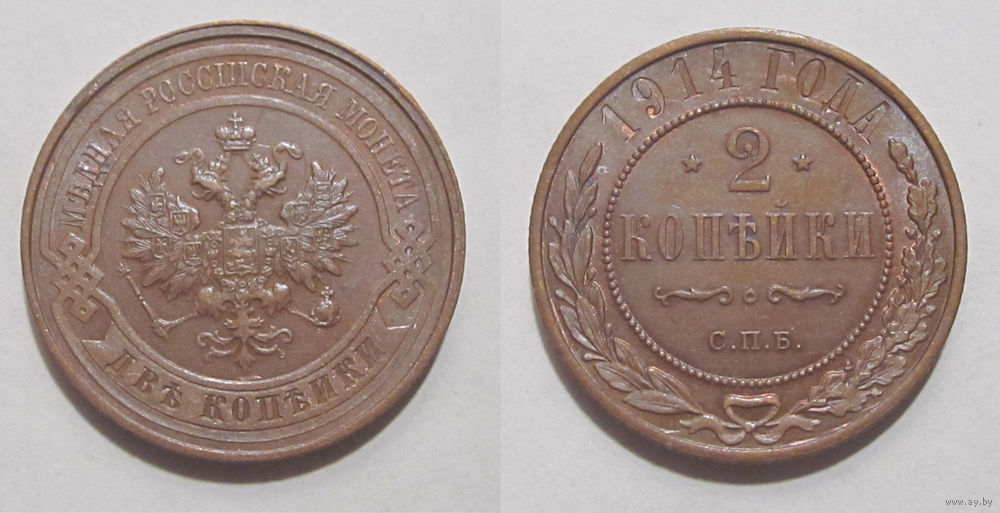 МѢДНАЯ РОССІЙСКАЯ МОНЕТА
ДВѢ КОПѢЙКИ
1914 ГОДА
2
КОПѢЙКИ
С.П.Б.
www.ay.by